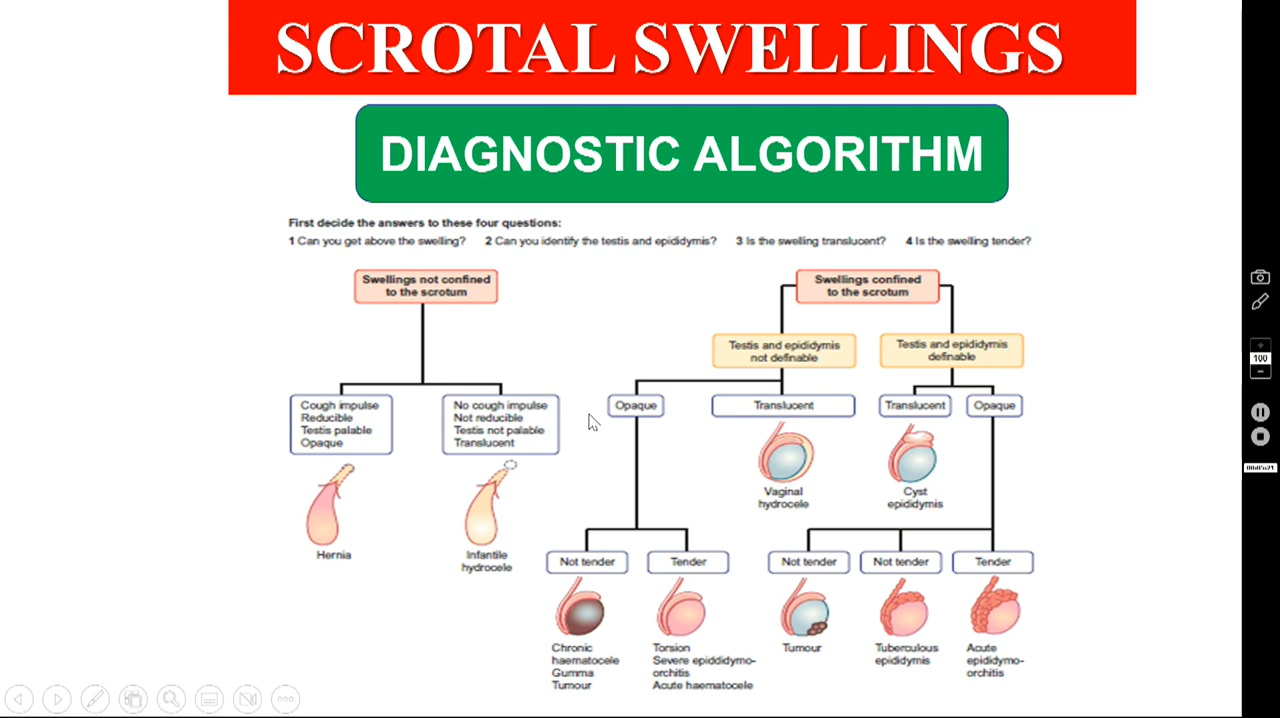 SCROTAL SWELLINGS
DIAGNOSTIC ALGORITHM
First decide the answers to these four questions:
1 Can you get above the swelling? 2 Can you identify the testis and epididymis? 3 Is the swelling translucent? 4 Is the swelling tender?
Swellings not confined
to the scrotum
Swellings confined
to the scrotum
Testis and epididymis
not definable
Testis and epididymis
definable
Cough impulse
Reducible
Testis palable
Opaque
No cough impulse
Not reducible
Testis not palable
Translucent
Opaque
Translucent
Translucent
Opaque
Hernia
Infantile
hydrocele
Vaginal
hydrocele
Cyst
epididymis
Not tender
Tender
Not tender
Not tender
Tender
Chronic
haematocele
Gumma
Tumour
Torsion
Severe epiddidymo-
orchitis
Acute haematocele
Tumour
Tuberculous
epididymis
Acute
epididymo-
orchitis
100